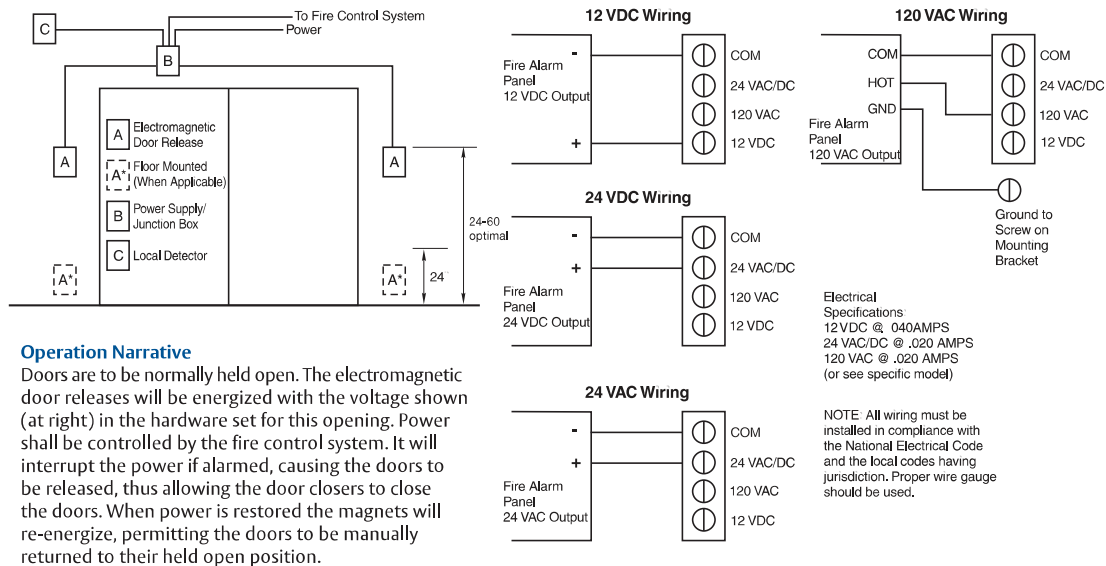 C
To Fire Control System
Power
B
A
Electromagnetic
Door Release
A*
Floor Mounted
(When Applicable)
B
Power Supply/
Junction Box
C
Local Detector
A
A
A*
A*
24-60
optimal
24"
Operation Narrative
Doors are to be normally held open. The electromagnetic
door releases will be energized with the voltage shown
(at right) in the hardware set for this opening. Power
shall be controlled by the fire control system. It will
interrupt the power if alarmed, causing the doors to
be released, thus allowing the door closers to close
the doors. When power is restored the magnets will
re-energize, permitting the doors to be manually
returned to their held open position.
12 VDC Wiring
-
Fire Alarm
Panel
12 VDC Output
+
COM
24 VAC/DC
120 VAC
12 VDC
24 VDC Wiring
-
+
Fire Alarm
Panel
24 VDC Output
COM
24 VAC/DC
120 VAC
12 VDC
24 VAC Wiring
-
+
Fire Alarm
Panel
24 VAC Output
COM
24 VAC/DC
120 VAC
12 VDC
120 VAC Wiring
COM
HOT
GND
Fire Alarm
Panel
120 VAC Output
COM
24 VAC/DC
120 VAC
12 VDC
Ground to
Screw on
Mounting
Bracket
Electrical
Specifications:
12VDC @ 040AMPS
24 VAC/DC @ .020 AMPS
120 VAC @ .020 AMPS
(or see specific model)
NOTE: All wiring must be
installed in compliance with
the National Electrical Code
and the local codes having
jurisdiction. Proper wire gauge
should be used.